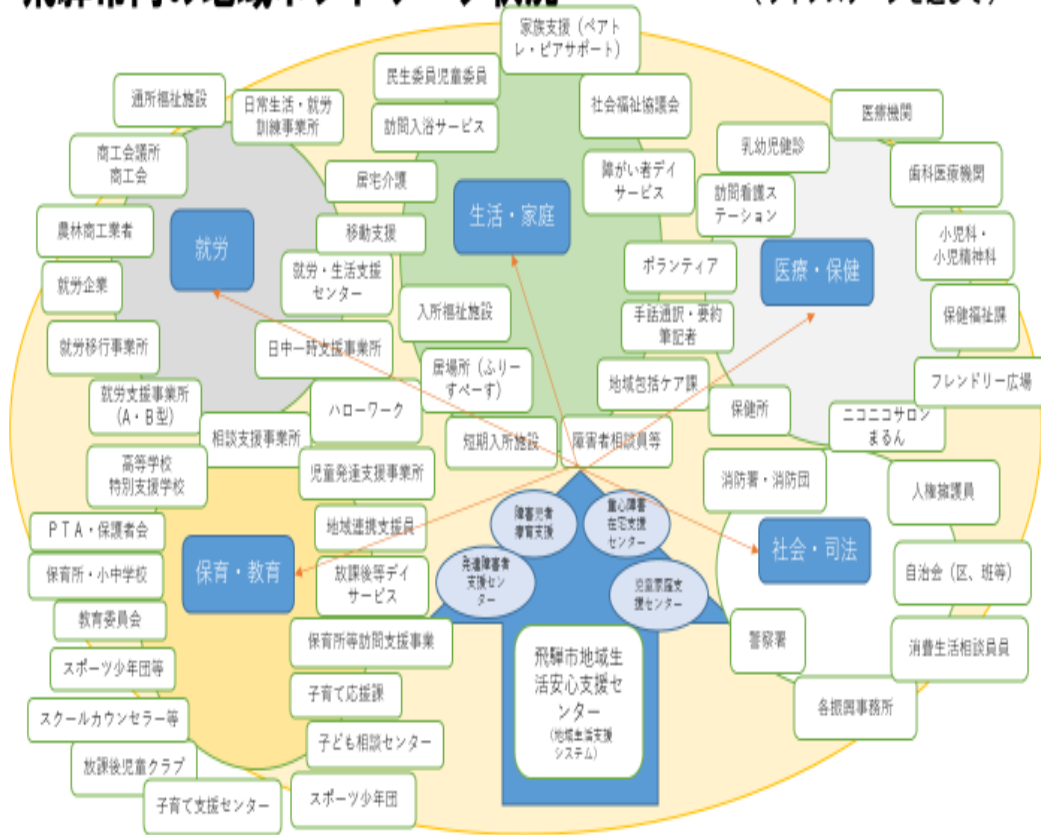 家族支援(ペアト
レ・ピアサポート)
民生委員児童委員
通所福祉施設
日常生活・就労
訓練事業所
社会福祉協議会
医療機関
訪問入浴サービス
乳幼児健診
商工会議所
商工会
障がい者デイ
サービス
歯科医療機関
居宅介護
訪問看護ス
テーション
生活・家庭
農林商工業者
就労
移動支援
小児科・
小児精神科
ボランティア
医療・保健
就労・生活支援
センター
就労企業
入所福祉施設
手話通訳・要約
筆記者
保健福祉課
就労移行事業所
日中一時支援事業所
居場所(ふりー
すぺーす)
地域包括ケア課
フレンドリー広場
就労支援事業所
(A・B型)
ハローワーク
保健所
ニコニコサロン
まるん
相談支援事業所
短期入所施設
障害者相談員等
高等学校
特別支援学校
児童発達支援事業所
消防署・消防団
人権擁護員
障害児者
療育支援
重心障害
在宅支援
センター
PTA・保護者会
地域連携支援員
社会・司法
保育・教育
発達障害者
支援セン
ター
児童家庭支
援センター
保育所・小中学校
放課後等デイ
サービス
自治会(区、班等)
教育委員会
保育所等訪問支援事業
警察署
消費生活相談員員
スポーツ少年団等
飛騨市地域生
活安心支援セ
ンター
(地域生活支援
システム)
子育て応援課
スクールカウンセラー等
各振興事務所
子ども相談センター
放課後児童クラブ
子育て支援センター
スポーツ少年団